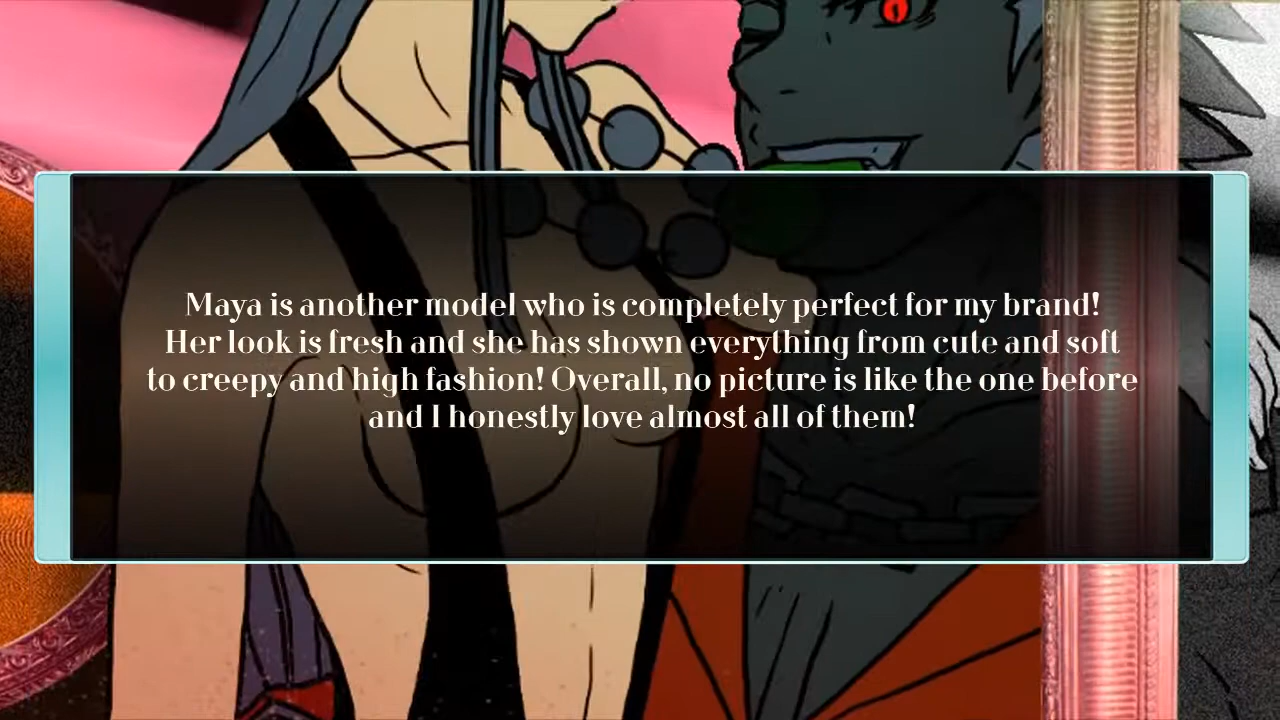 Maya is another model who is completely perfect for my brand!
Her look is fresh and she has shown everything from cute and soft
to creepy and high fashion! Overall, no picture is like the one before
and I honestly love almost all of them!